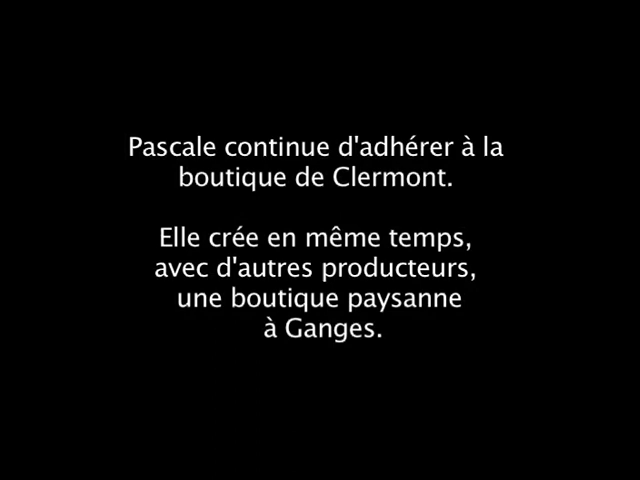 Pascale continue d'adhérer à la
boutique de Clermont.
Elle crée en même temps,
avec d'autres producteurs,
une boutique paysanne
à Ganges.